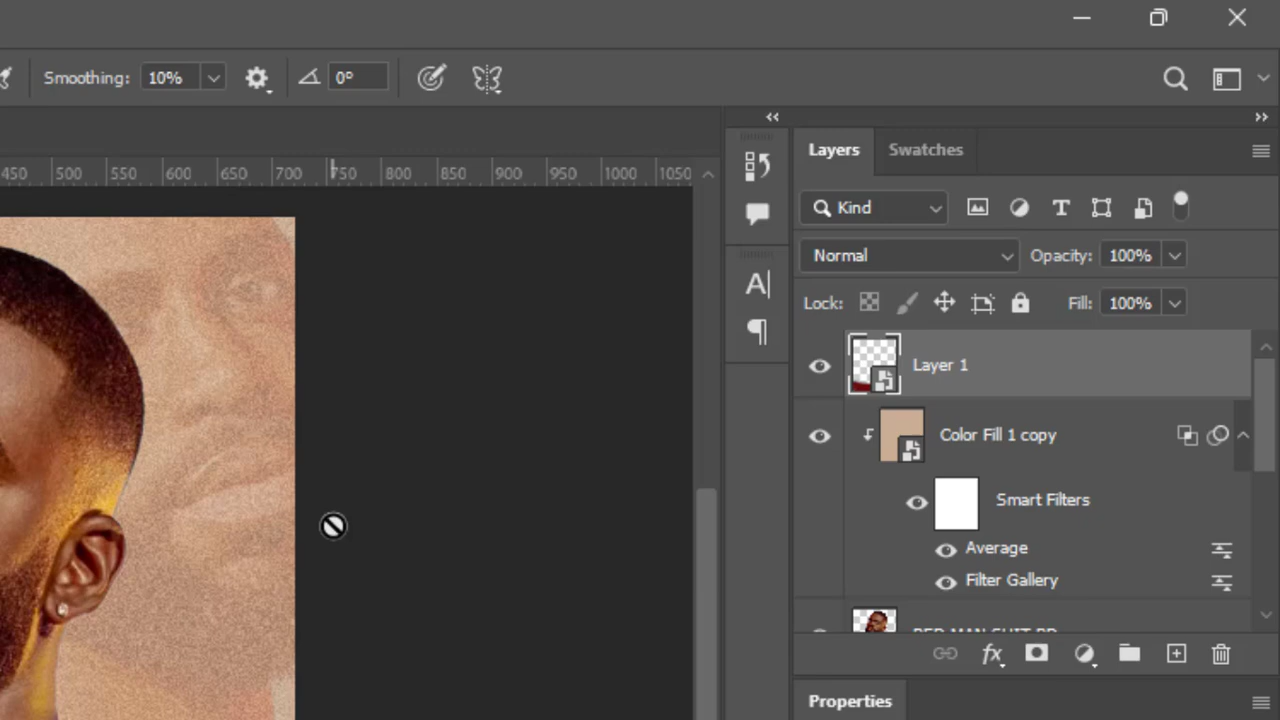 Smoothing: 10% 0°
450 500 550 600 650 700 750 800 850 900 950 1000 1050
Layers Swatches
Kind
Normal Opacity: 100%
Lock: Fill: 100%
Layer 1
Color Fill 1 copy
Smart Filters
Average
Filter Gallery
Properties